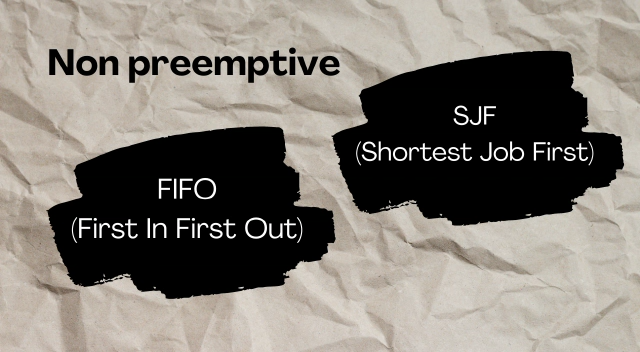 Non preemptive
SJF
(Shortest Job First)
FIFO
(First In First Out)